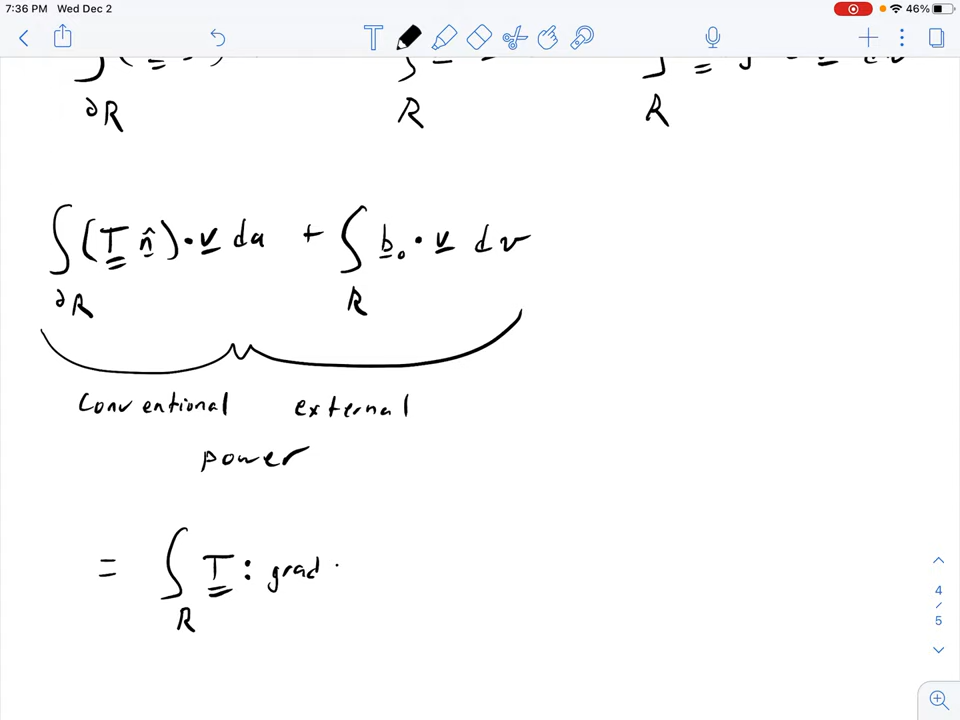 7:36 PM Wed Dec 2 46%
∂R R R
∫ (T n̂) · v da + ∫ b₀ · v dv
∂R R
Conventional external
power
= ∫ T : grad
R
4
/
5